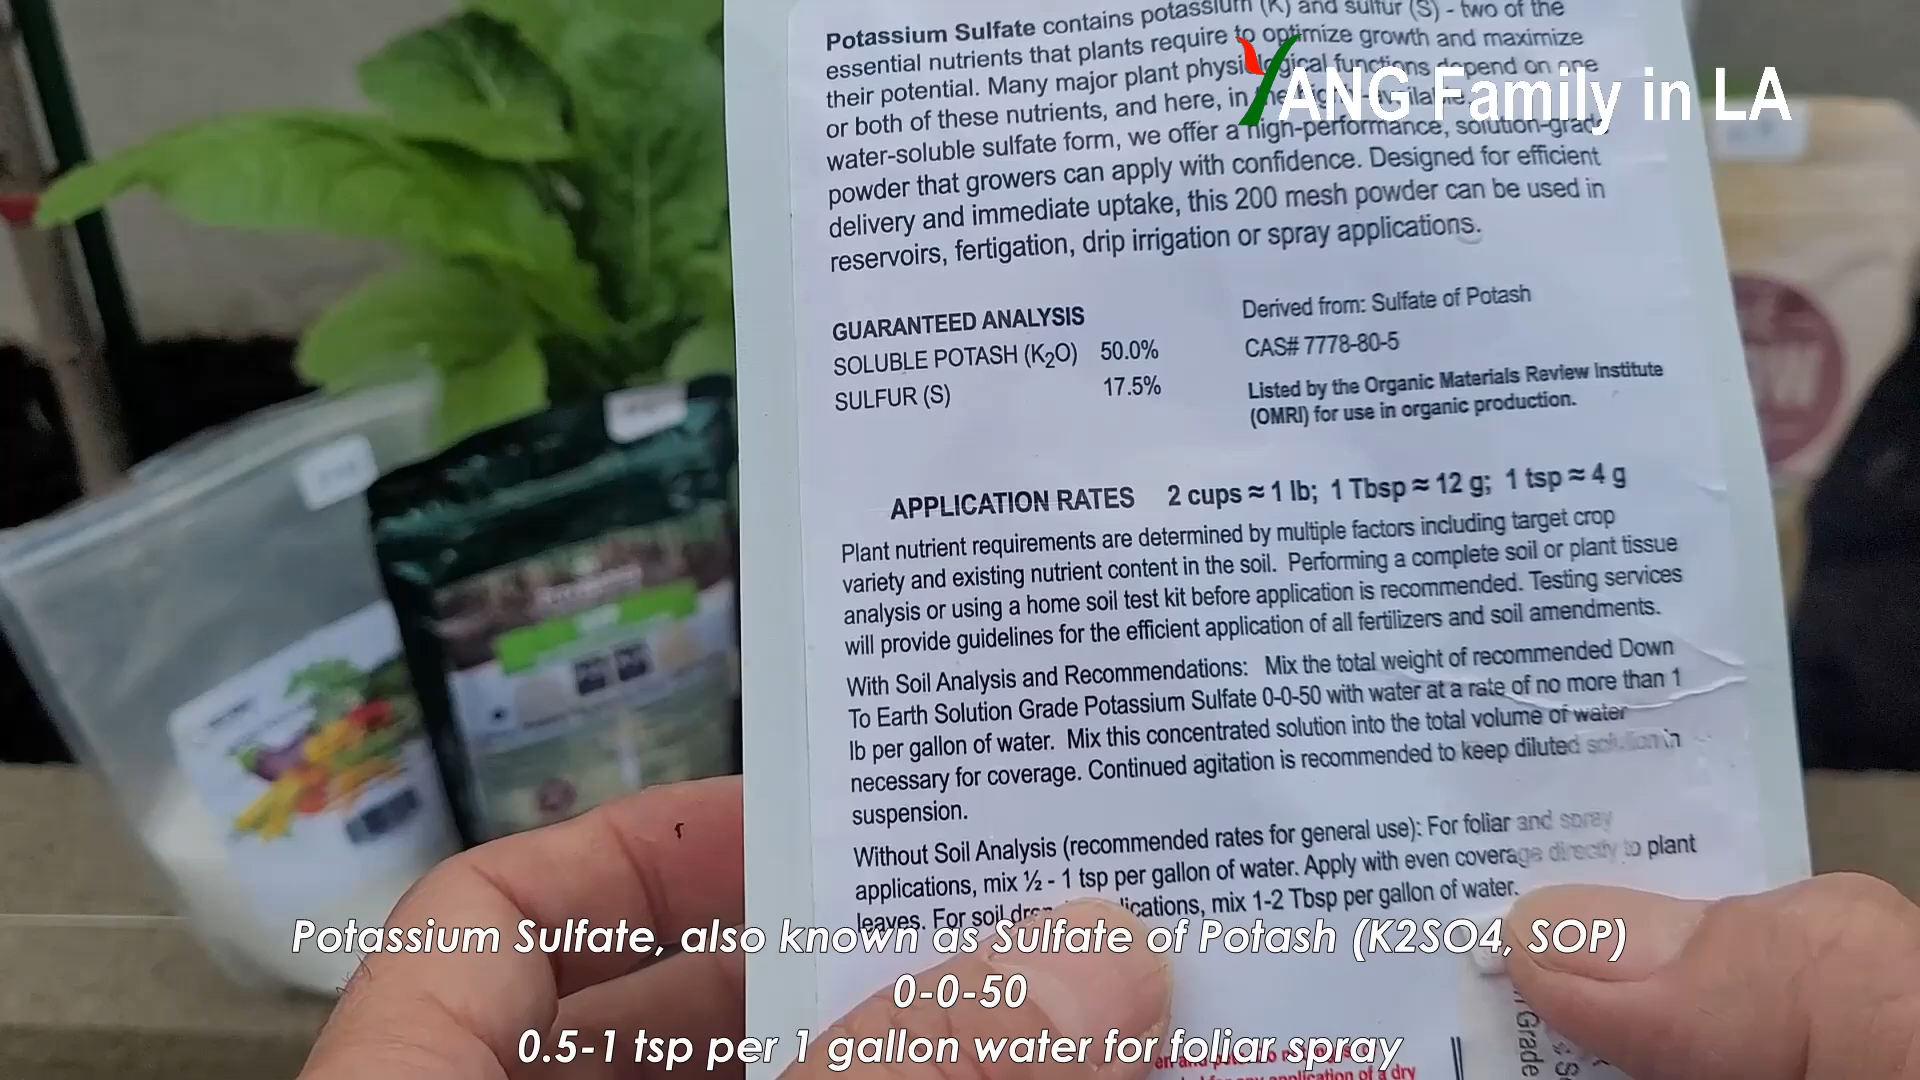 Potassium Sulfate contains potassium (K) and sulfur (S) - two of the
essential nutrients that plants require to optimize growth and maximize
their potential. Many major plant physiological functions depend on one
or both of these nutrients, and here, in
YANG Family in LA
water-soluble sulfate form, we offer a high-performance, solution-grade
powder that growers can apply with confidence. Designed for efficient
delivery and immediate uptake, this 200 mesh powder can be used in
reservoirs, fertigation, drip irrigation or spray applications.
GUARANTEED ANALYSIS
SOLUBLE POTASH (K2O) 50.0%
SULFUR (S) 17.5%
Derived from: Sulfate of Potash
CAS# 7778-80-5
Listed by the Organic Materials Review Institute
(OMRI) for use in organic production.
APPLICATION RATES 2 cups ≈ 1 lb; 1 Tbsp ≈ 12 g; 1 tsp ≈ 4 g
Plant nutrient requirements are determined by multiple factors including target crop
variety and existing nutrient content in the soil. Performing a complete soil or plant tissue
analysis or using a home soil test kit before application is recommended. Testing services
will provide guidelines for the efficient application of all fertilizers and soil amendments.
With Soil Analysis and Recommendations: Mix the total weight of recommended Down
To Earth Solution Grade Potassium Sulfate 0-0-50 with water at a rate of no more than 1
lb per gallon of water. Mix this concentrated solution into the total volume of water
necessary for coverage. Continued agitation is recommended to keep diluted solution in
suspension.
Without Soil Analysis (recommended rates for general use): For foliar and spray
applications, mix ½ - 1 tsp per gallon of water. Apply with even coverage directly to plant
leaves. For soil mix 1-2 Tbsp per gallon of water.
Potassium Sulfate, also known as Sulfate of Potash (K2SO4, SOP)
0-0-50
0.5-1 tsp per 1 gallon water for foliar spray
application of a dry
Grade